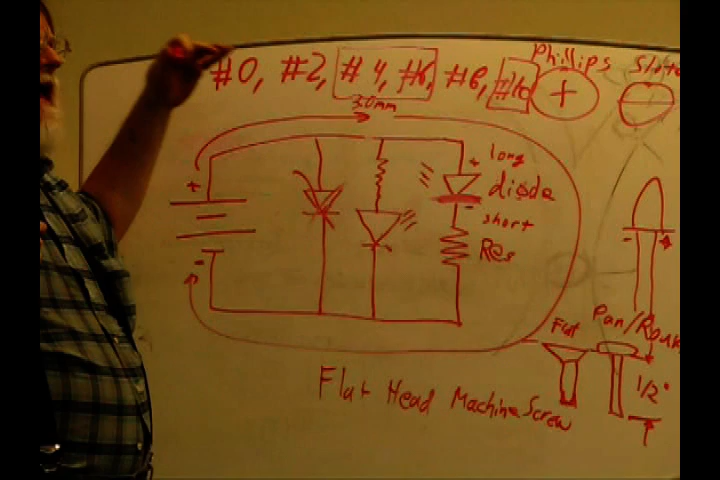 Phillips
#0, #2, #4, #6, #8, #10
3.0mm
+
+ long
diode
- short
Res
-
- +
Flat Pan/Roun
1/2"
Flat Head Machine Screw